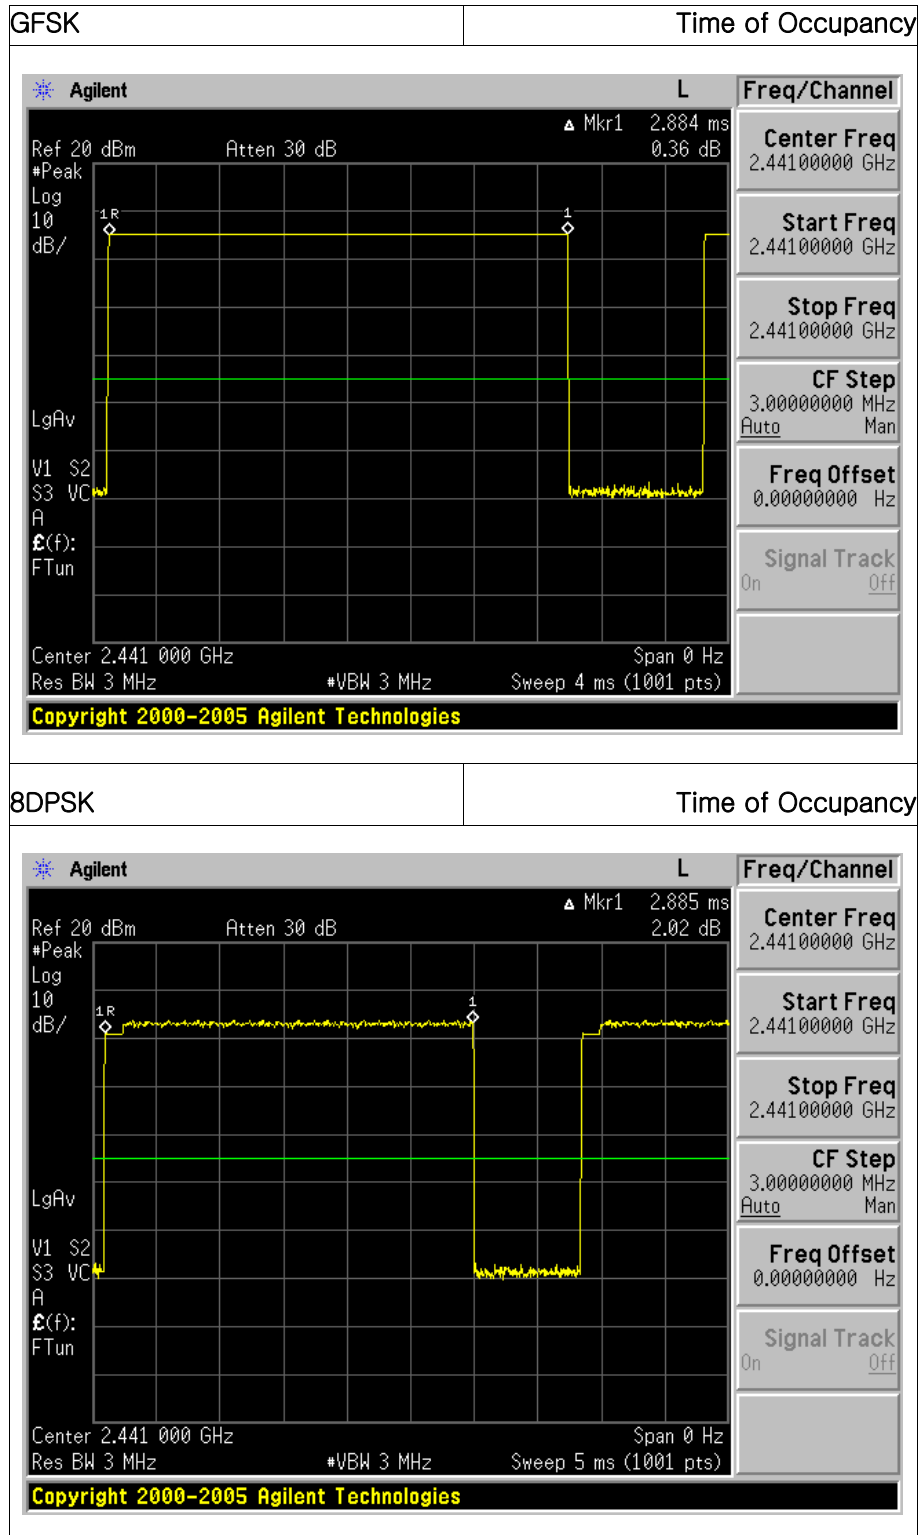 GFSK Time of Occupancy
Agilent L Freq/Channel
Δ Mkr1 2.884 ms
Ref 20 dBm Atten 30 dB 0.36 dB
#Peak
Log
10
dB/
1R
1
LgAv
V1 S2
S3 VC
A
£(f):
FTun
Center 2.441 000 GHz Span 0 Hz
Res BW 3 MHz #VBW 3 MHz Sweep 4 ms (1001 pts)
Copyright 2000-2005 Agilent Technologies
Center Freq
2.44100000 GHz
Start Freq
2.44100000 GHz
Stop Freq
2.44100000 GHz
CF Step
3.00000000 MHz
Auto Man
Freq Offset
0.00000000 Hz
Signal Track
On Off
8DPSK Time of Occupancy
Agilent L Freq/Channel
Δ Mkr1 2.885 ms
Ref 20 dBm Atten 30 dB 2.02 dB
#Peak
Log
10
dB/
1R
1
LgAv
V1 S2
S3 VC
A
£(f):
FTun
Center 2.441 000 GHz Span 0 Hz
Res BW 3 MHz #VBW 3 MHz Sweep 5 ms (1001 pts)
Copyright 2000-2005 Agilent Technologies
Center Freq
2.44100000 GHz
Start Freq
2.44100000 GHz
Stop Freq
2.44100000 GHz
CF Step
3.00000000 MHz
Auto Man
Freq Offset
0.00000000 Hz
Signal Track
On Off